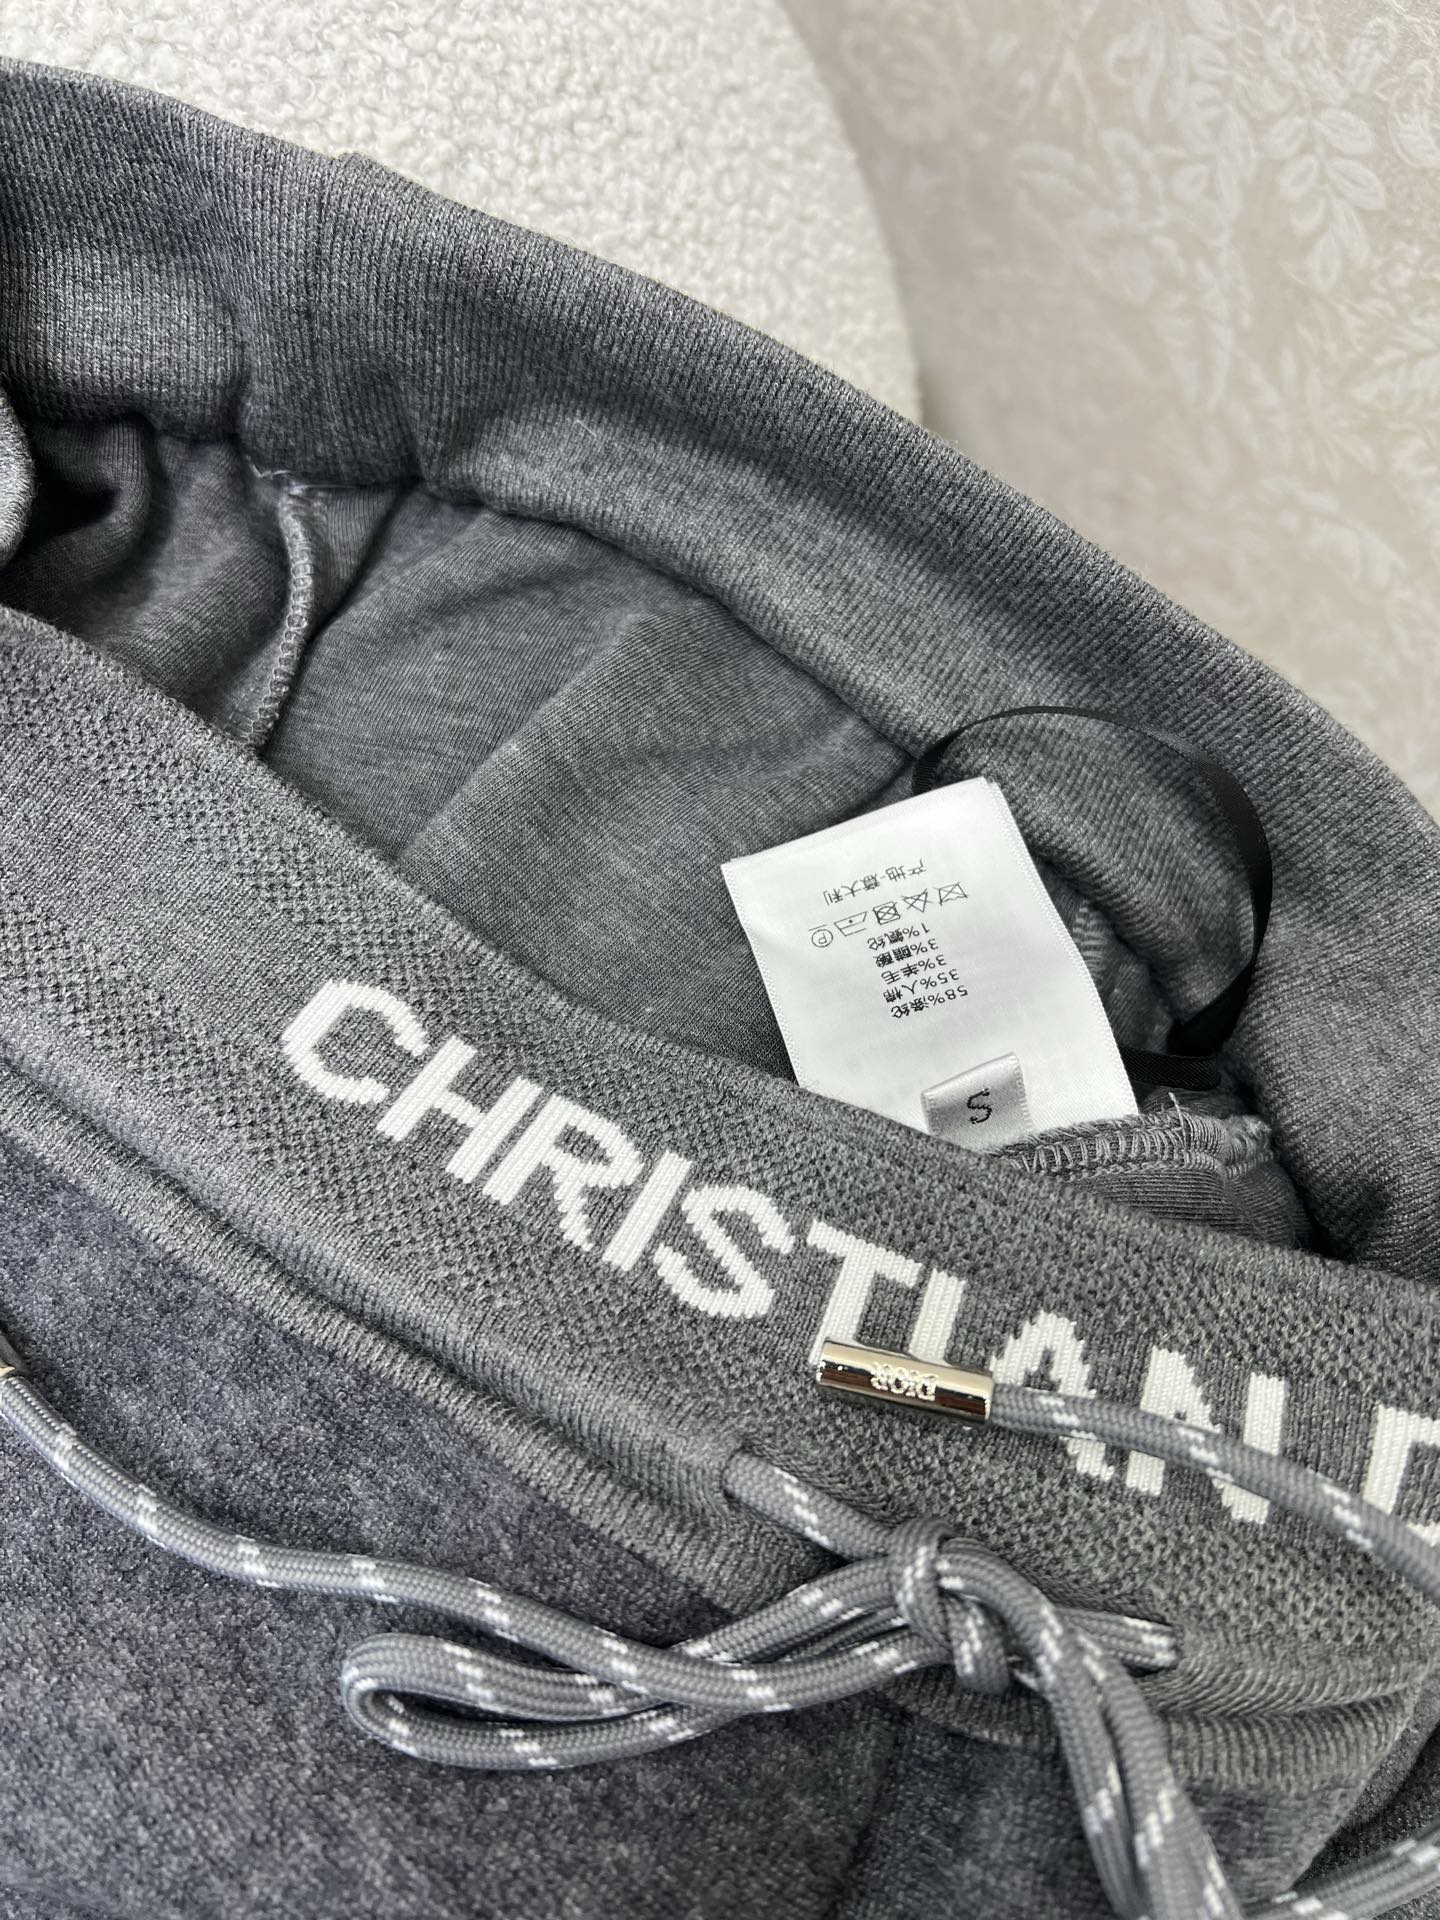 CHRISTIAN D
DIOR
S
58%涤纶
35%人棉
3%羊毛
3%醋酸
1%氨纶
P
产地·意大利